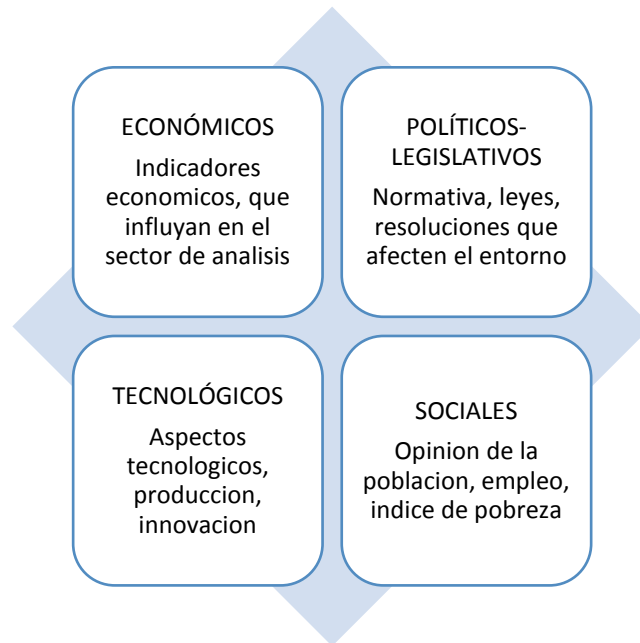 ECONÓMICOS
Indicadores
economicos, que
influyan en el
sector de analisis
POLÍTICOS-
LEGISLATIVOS
Normativa, leyes,
resoluciones que
afecten el entorno
TECNOLÓGICOS
Aspectos
tecnologicos,
produccion,
innovacion
SOCIALES
Opinion de la
poblacion, empleo,
indice de pobreza